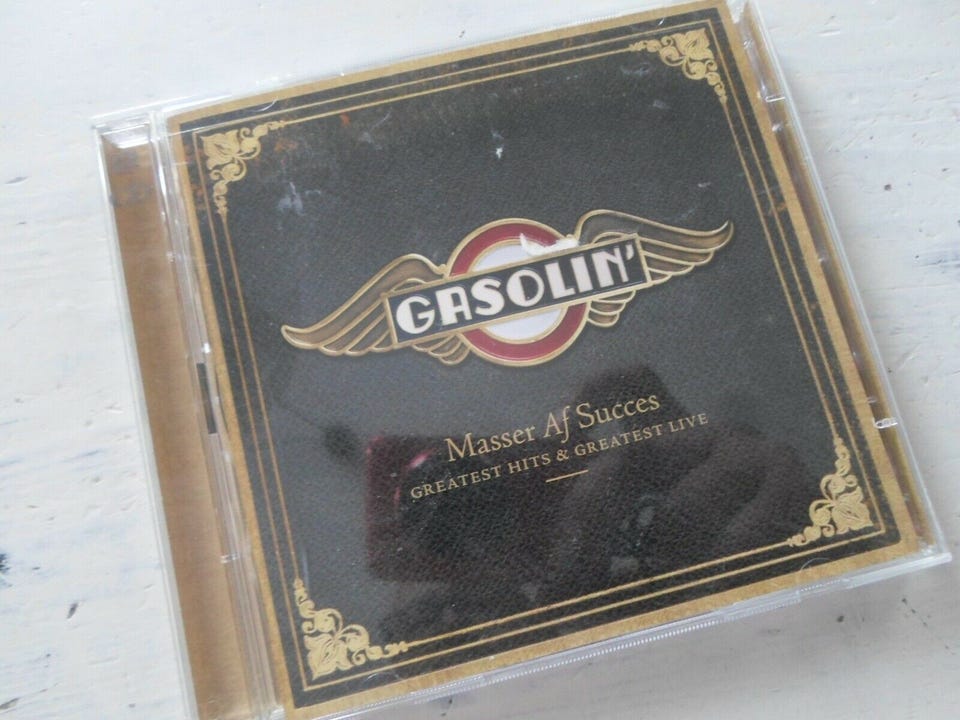 GASOLIN'
Masser Af Succes
GREATEST HITS & GREATEST LIVE